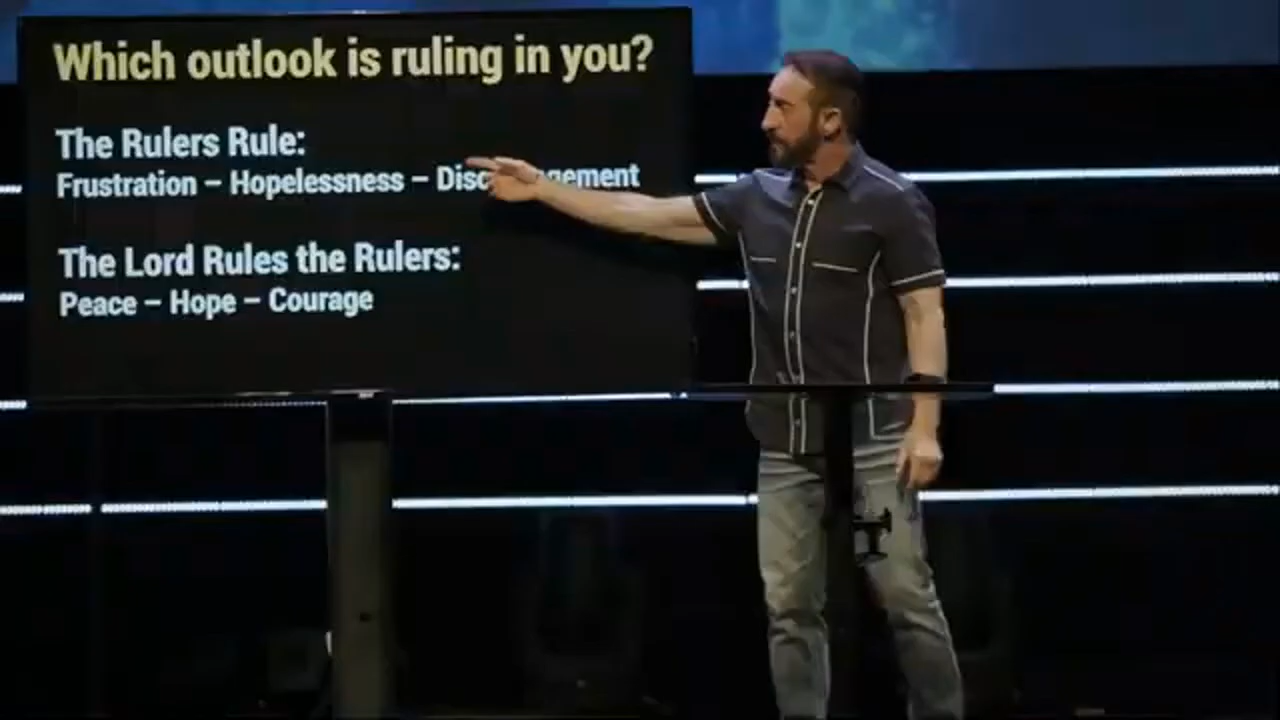 Which outlook is ruling in you?
The Rulers Rule:
Frustration – Hopelessness –
The Lord Rules the Rulers:
Peace – Hope – Courage